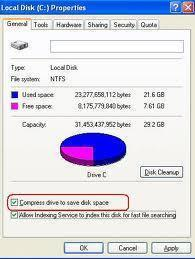 Local Disk (C:) Properties
General Tools Hardware Sharing Security Quota
Type: Local Disk
File system: NTFS
Used space: 23,277,658,112 bytes 21.6 GB
Free space: 8,175,779,840 bytes 7.61 GB
Capacity: 31,453,437,952 bytes 29.2 GB
Drive C
Disk Cleanup
Compress drive to save disk space
Allow Indexing Service to index this disk for fast file searching
OK Cancel Apply